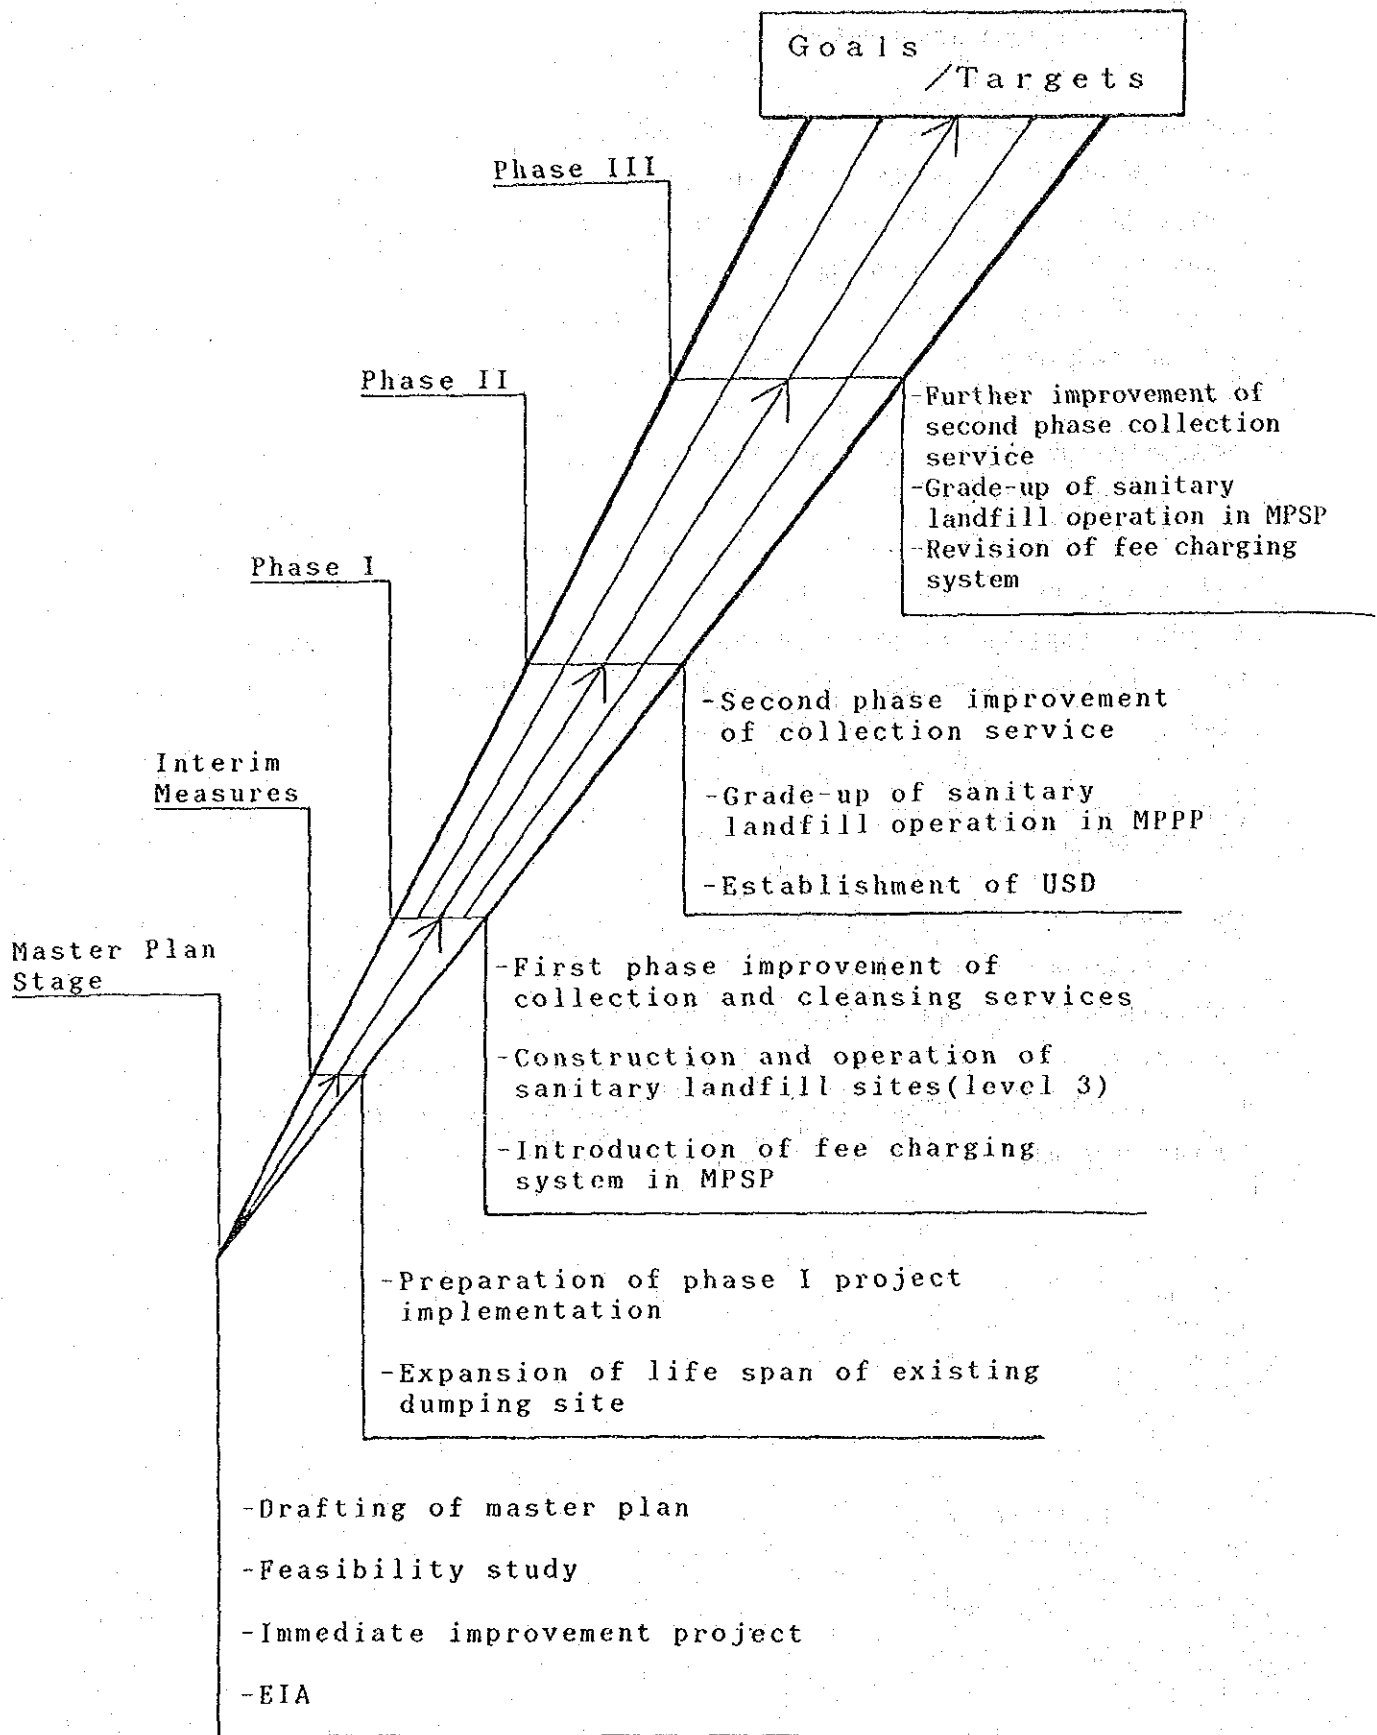 Goals
/Targets
Phase III
Phase II
-Further improvement of
second phase collection
service
-Grade-up of sanitary
landfill operation in MPSP
-Revision of fee charging
system
Phase I
-Second phase improvement
of collection service
-Grade-up of sanitary
landfill operation in MPPP
-Establishment of USD
Interim
Measures
Master Plan
Stage
-First phase improvement of
collection and cleansing services
-Construction and operation of
sanitary landfill sites(level 3)
-Introduction of fee charging
system in MPSP
-Preparation of phase I project
implementation
-Expansion of life span of existing
dumping site
-Drafting of master plan
-Feasibility study
-Immediate improvement project
-EIA